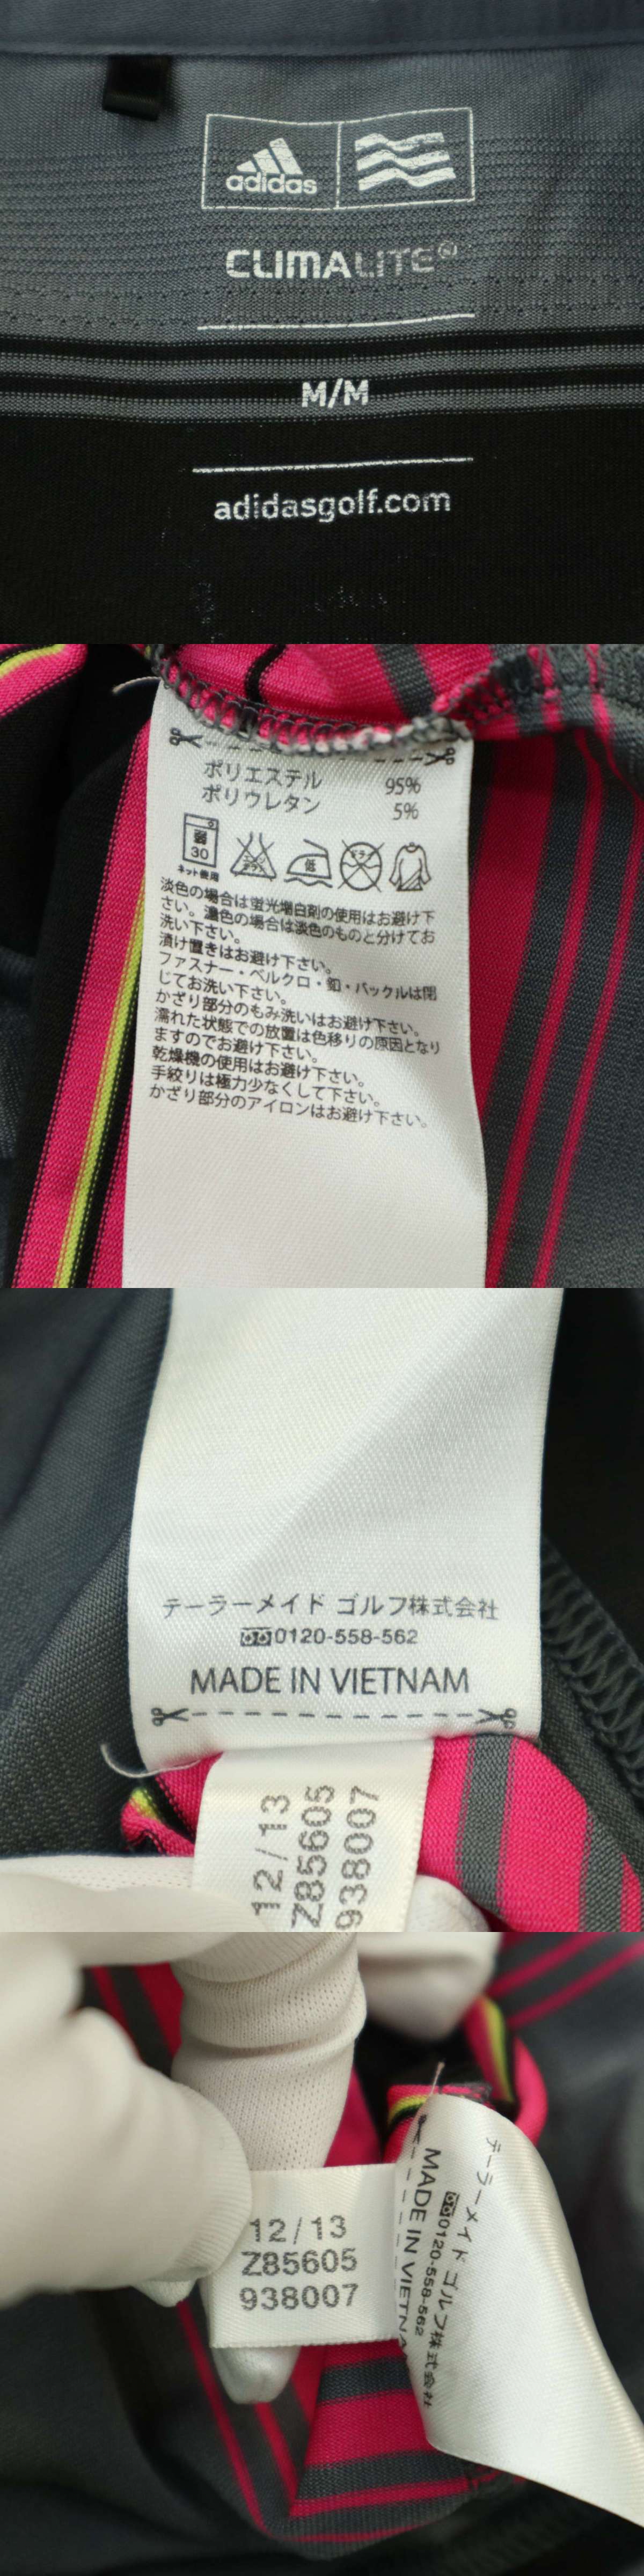 adidas
CLIMALITE®
M/M
adidasgolf.com
ポリエステル 95%
ポリウレタン 5%
30
ネット使用
エンソ
サラシ
低
ドライ
淡色の場合は蛍光増白剤の使用はお避け下
さい。濃色の場合は淡色のものと分けてお
洗い下さい。
漬け置きはお避け下さい。
ファスナー・ベルクロ・釦・バックルは閉
じてお洗い下さい。
かざり部分のもみ洗いはお避け下さい。
濡れた状態での放置は色移りの原因となり
ますのでお避け下さい。
乾燥機の使用はお避け下さい。
手絞りは極力少なくして下さい。
かざり部分のアイロンはお避け下さい。
テーラーメイド ゴルフ株式会社
0120-558-562
MADE IN VIETNAM
12/13
Z85605
938007
12/13
Z85605
938007
テーラーメイド ゴルフ株式会社
0120-558-562
MADE IN VIETNA